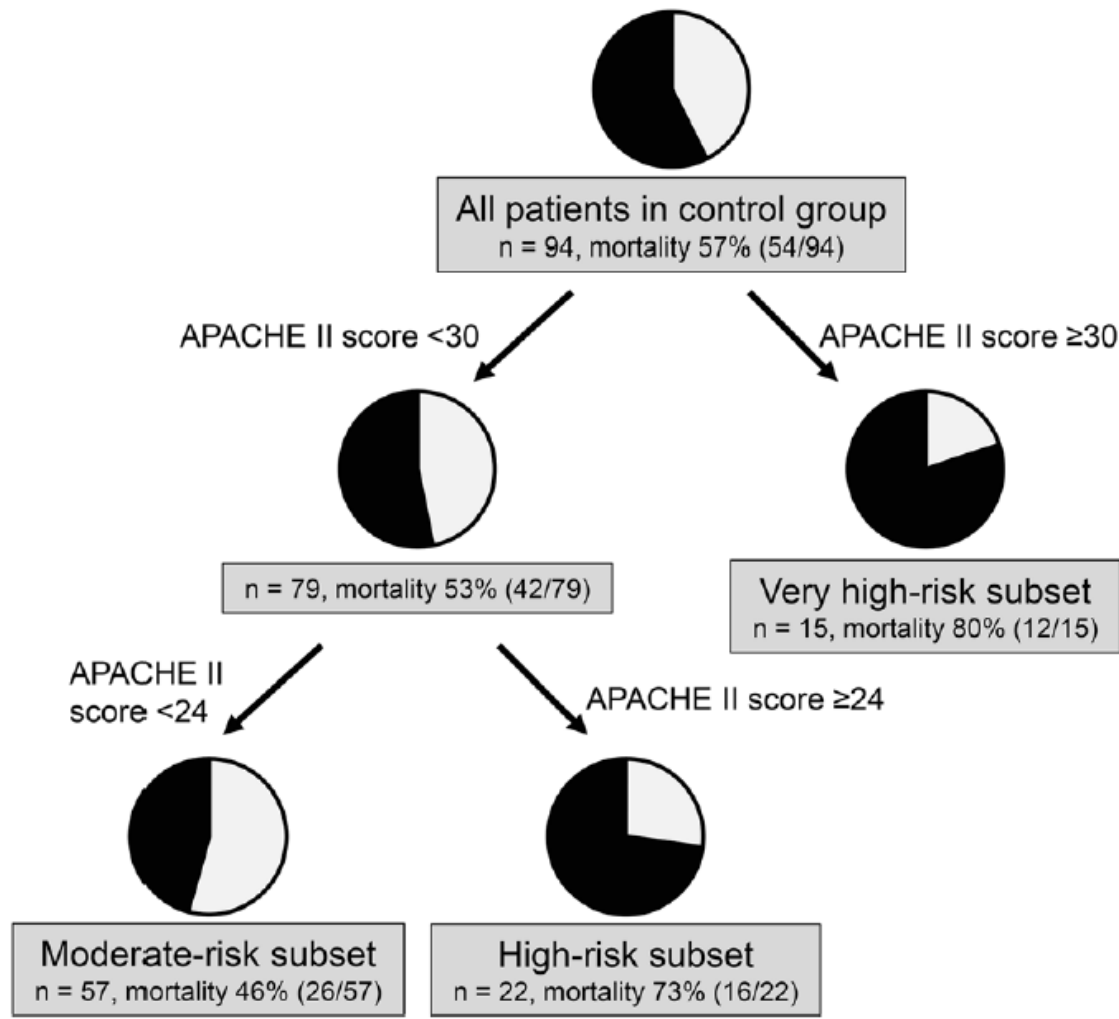 All patients in control group
n = 94, mortality 57% (54/94)
APACHE II score <30
APACHE II score ≥30
n = 79, mortality 53% (42/79)
Very high-risk subset
n = 15, mortality 80% (12/15)
APACHE II
score <24
APACHE II score ≥24
Moderate-risk subset
n = 57, mortality 46% (26/57)
High-risk subset
n = 22, mortality 73% (16/22)